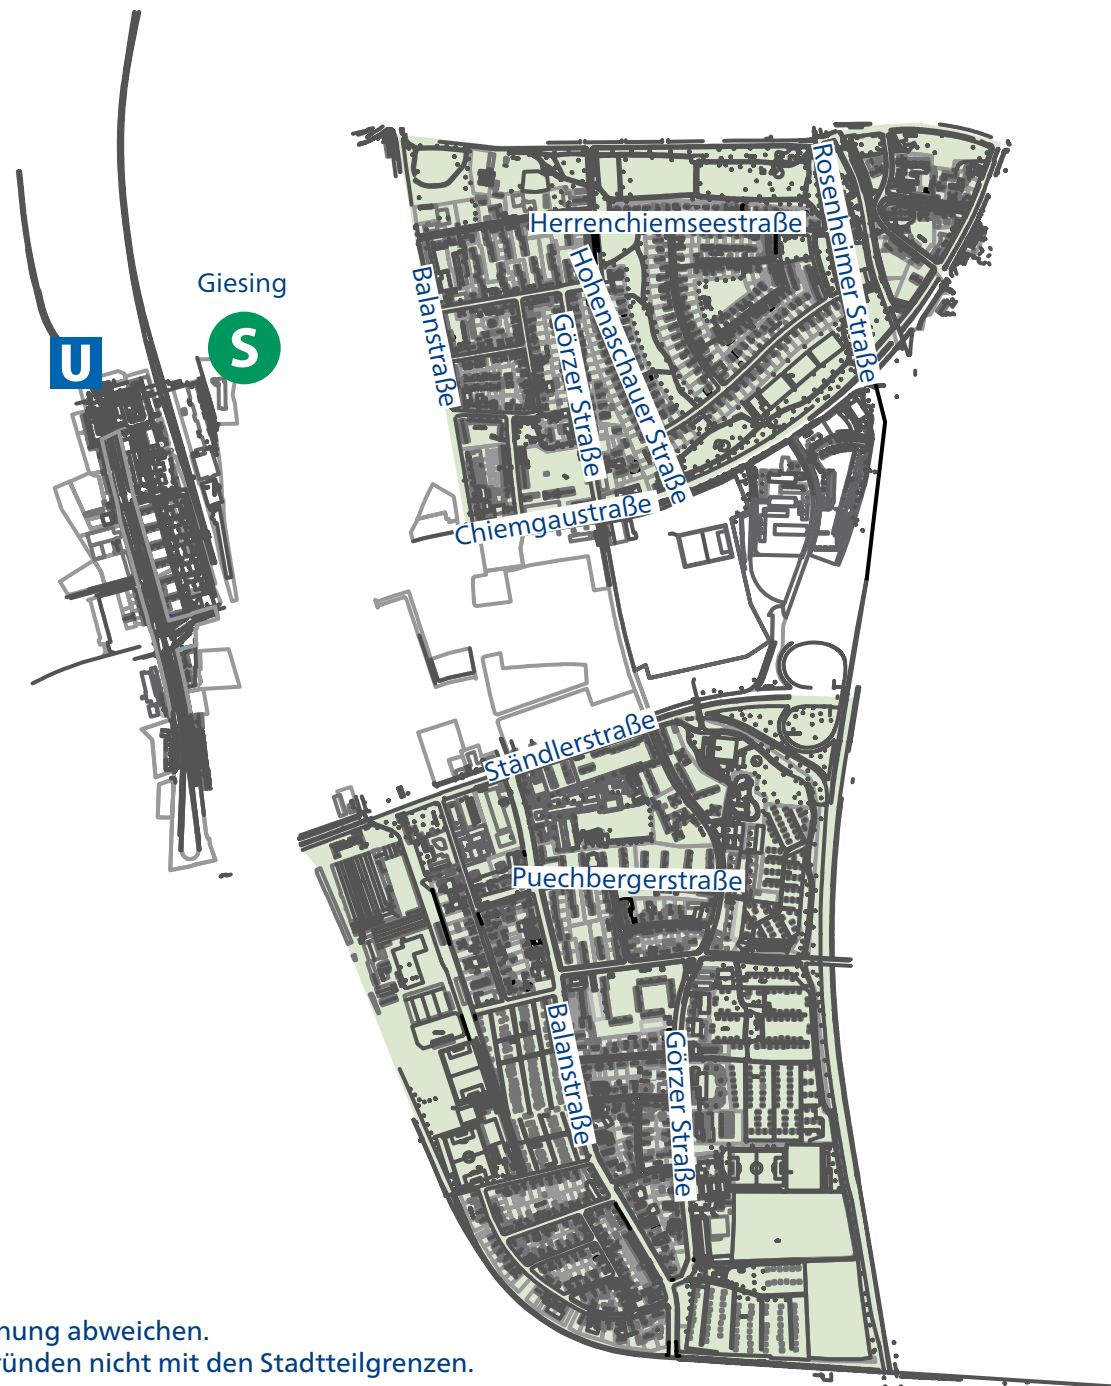 Rosenheimer Straße
Herrenchiemseestraße
Hohenaschauer Straße
Giesing
Balanstraße
S
Görzer Straße
U
Chiemgaustraße
Ständlerstraße
Puechbergerstraße
Balanstraße
Görzer Straße
nung abweichen.
ründen nicht mit den Stadtteilgrenzen.